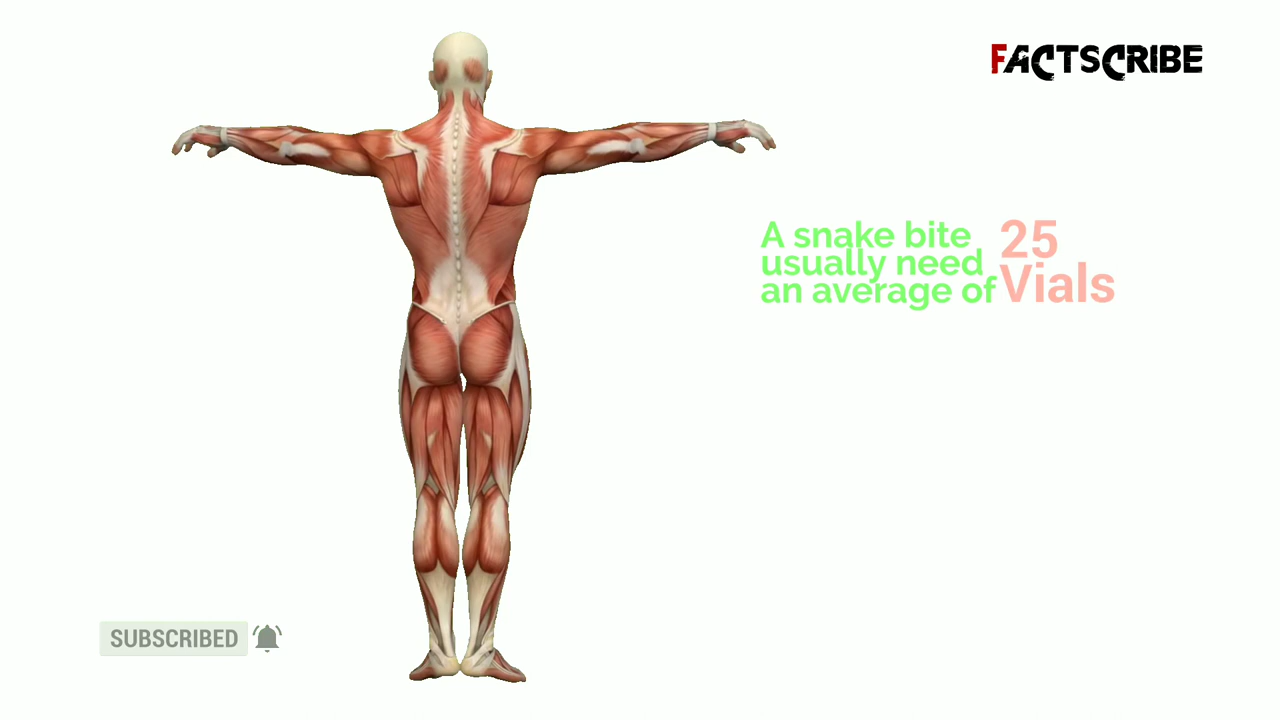 FACTSCRIBE
A snake bite
usually need
an average of
25
Vials
SUBSCRIBED